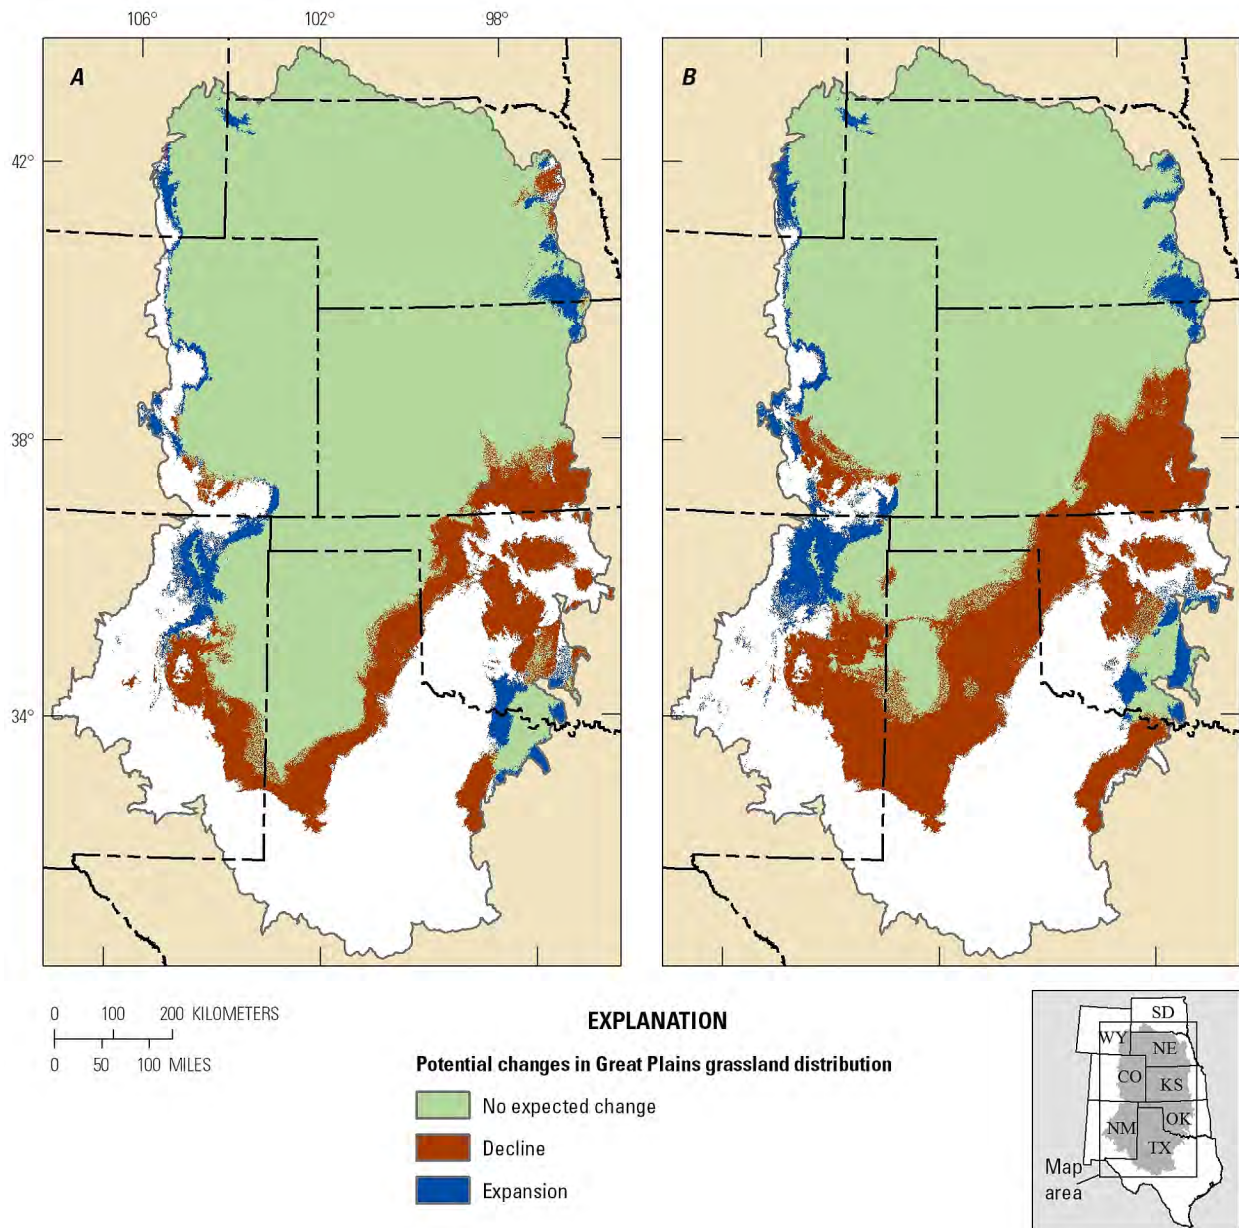 106° 102° 98°
A B
42°
38°
34°
0 100 200 KILOMETERS
0 50 100 MILES
EXPLANATION
Potential changes in Great Plains grassland distribution
No expected change
Decline
Expansion
SD
WY
NE
CO
KS
NM
OK
TX
Map
area